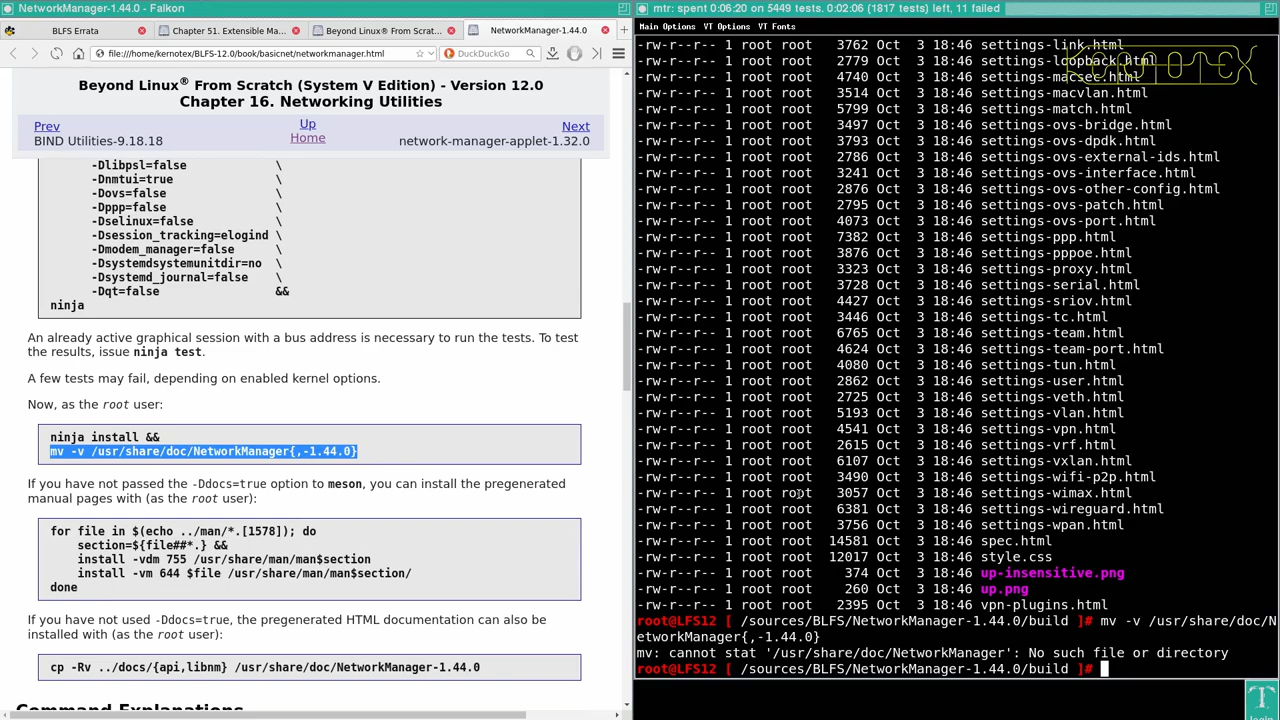 NetworkManager-1.44.0 - Falkon
BLFS Errata
Chapter 51. Extensible Ma...
Beyond Linux® From Scrat...
NetworkManager-1.44.0
file:///home/kernotex/BLFS-12.0/book/basicnet/networkmanager.html
DuckDuckGo
Beyond Linux® From Scratch (System V Edition) - Version 12.0
Chapter 16. Networking Utilities
Prev Up Next
BIND Utilities-9.18.18 Home network-manager-applet-1.32.0
-Dlibpsl=false \
-Dnmtui=true \
-Dovs=false \
-Dppp=false \
-Dselinux=false \
-Dsession_tracking=elogind \
-Dmodem_manager=false \
-Dsystemdsystemunitdir=no \
-Dsystemd_journal=false \
-Dqt=false &&
ninja
An already active graphical session with a bus address is necessary to run the tests. To test
the results, issue ninja test.
A few tests may fail, depending on enabled kernel options.
Now, as the root user:
ninja install &&
mv -v /usr/share/doc/NetworkManager{,-1.44.0}
If you have not passed the -Ddocs=true option to meson, you can install the pregenerated
manual pages with (as the root user):
for file in $(echo ../man/*.[1578]); do
section=${file##*.} &&
install -vdm 755 /usr/share/man/man$section
install -vm 644 $file /usr/share/man/man$section/
done
If you have not used -Ddocs=true, the pregenerated HTML documentation can also be
installed with (as the root user):
cp -Rv ../docs/{api,libnm} /usr/share/doc/NetworkManager-1.44.0
Command Explanations
mtr: spent 0:06:20 on 5449 tests. 0:02:06 (1817 tests) left, 11 failed
Main Options VT Options VT Fonts
KERNOTEX
-rw-r--r-- 1 root root 3762 Oct 3 18:46 settings-link.html
-rw-r--r-- 1 root root 2779 Oct 3 18:46 settings-loopback.html
-rw-r--r-- 1 root root 4740 Oct 3 18:46 settings-macsec.html
-rw-r--r-- 1 root root 3514 Oct 3 18:46 settings-macvlan.html
-rw-r--r-- 1 root root 5799 Oct 3 18:46 settings-match.html
-rw-r--r-- 1 root root 3497 Oct 3 18:46 settings-ovs-bridge.html
-rw-r--r-- 1 root root 3793 Oct 3 18:46 settings-ovs-dpdk.html
-rw-r--r-- 1 root root 2786 Oct 3 18:46 settings-ovs-external-ids.html
-rw-r--r-- 1 root root 3241 Oct 3 18:46 settings-ovs-interface.html
-rw-r--r-- 1 root root 2876 Oct 3 18:46 settings-ovs-other-config.html
-rw-r--r-- 1 root root 2795 Oct 3 18:46 settings-ovs-patch.html
-rw-r--r-- 1 root root 4073 Oct 3 18:46 settings-ovs-port.html
-rw-r--r-- 1 root root 7382 Oct 3 18:46 settings-ppp.html
-rw-r--r-- 1 root root 3876 Oct 3 18:46 settings-pppoe.html
-rw-r--r-- 1 root root 3323 Oct 3 18:46 settings-proxy.html
-rw-r--r-- 1 root root 3728 Oct 3 18:46 settings-serial.html
-rw-r--r-- 1 root root 4427 Oct 3 18:46 settings-sriov.html
-rw-r--r-- 1 root root 3446 Oct 3 18:46 settings-tc.html
-rw-r--r-- 1 root root 6765 Oct 3 18:46 settings-team.html
-rw-r--r-- 1 root root 4624 Oct 3 18:46 settings-team-port.html
-rw-r--r-- 1 root root 4080 Oct 3 18:46 settings-tun.html
-rw-r--r-- 1 root root 2862 Oct 3 18:46 settings-user.html
-rw-r--r-- 1 root root 2725 Oct 3 18:46 settings-veth.html
-rw-r--r-- 1 root root 5193 Oct 3 18:46 settings-vlan.html
-rw-r--r-- 1 root root 4541 Oct 3 18:46 settings-vpn.html
-rw-r--r-- 1 root root 2615 Oct 3 18:46 settings-vrf.html
-rw-r--r-- 1 root root 6107 Oct 3 18:46 settings-vxlan.html
-rw-r--r-- 1 root root 3490 Oct 3 18:46 settings-wifi-p2p.html
-rw-r--r-- 1 root root 3057 Oct 3 18:46 settings-wimax.html
-rw-r--r-- 1 root root 6381 Oct 3 18:46 settings-wireguard.html
-rw-r--r-- 1 root root 3756 Oct 3 18:46 settings-wpan.html
-rw-r--r-- 1 root root 14581 Oct 3 18:46 spec.html
-rw-r--r-- 1 root root 12017 Oct 3 18:46 style.css
-rw-r--r-- 1 root root 374 Oct 3 18:46 up-insensitive.png
-rw-r--r-- 1 root root 260 Oct 3 18:46 up.png
-rw-r--r-- 1 root root 2395 Oct 3 18:46 vpn-plugins.html
root@LFS12 [ /sources/BLFS/NetworkManager-1.44.0/build ]# mv -v /usr/share/doc/N
etworkManager{,-1.44.0}
mv: cannot stat '/usr/share/doc/NetworkManager': No such file or directory
root@LFS12 [ /sources/BLFS/NetworkManager-1.44.0/build ]#
login